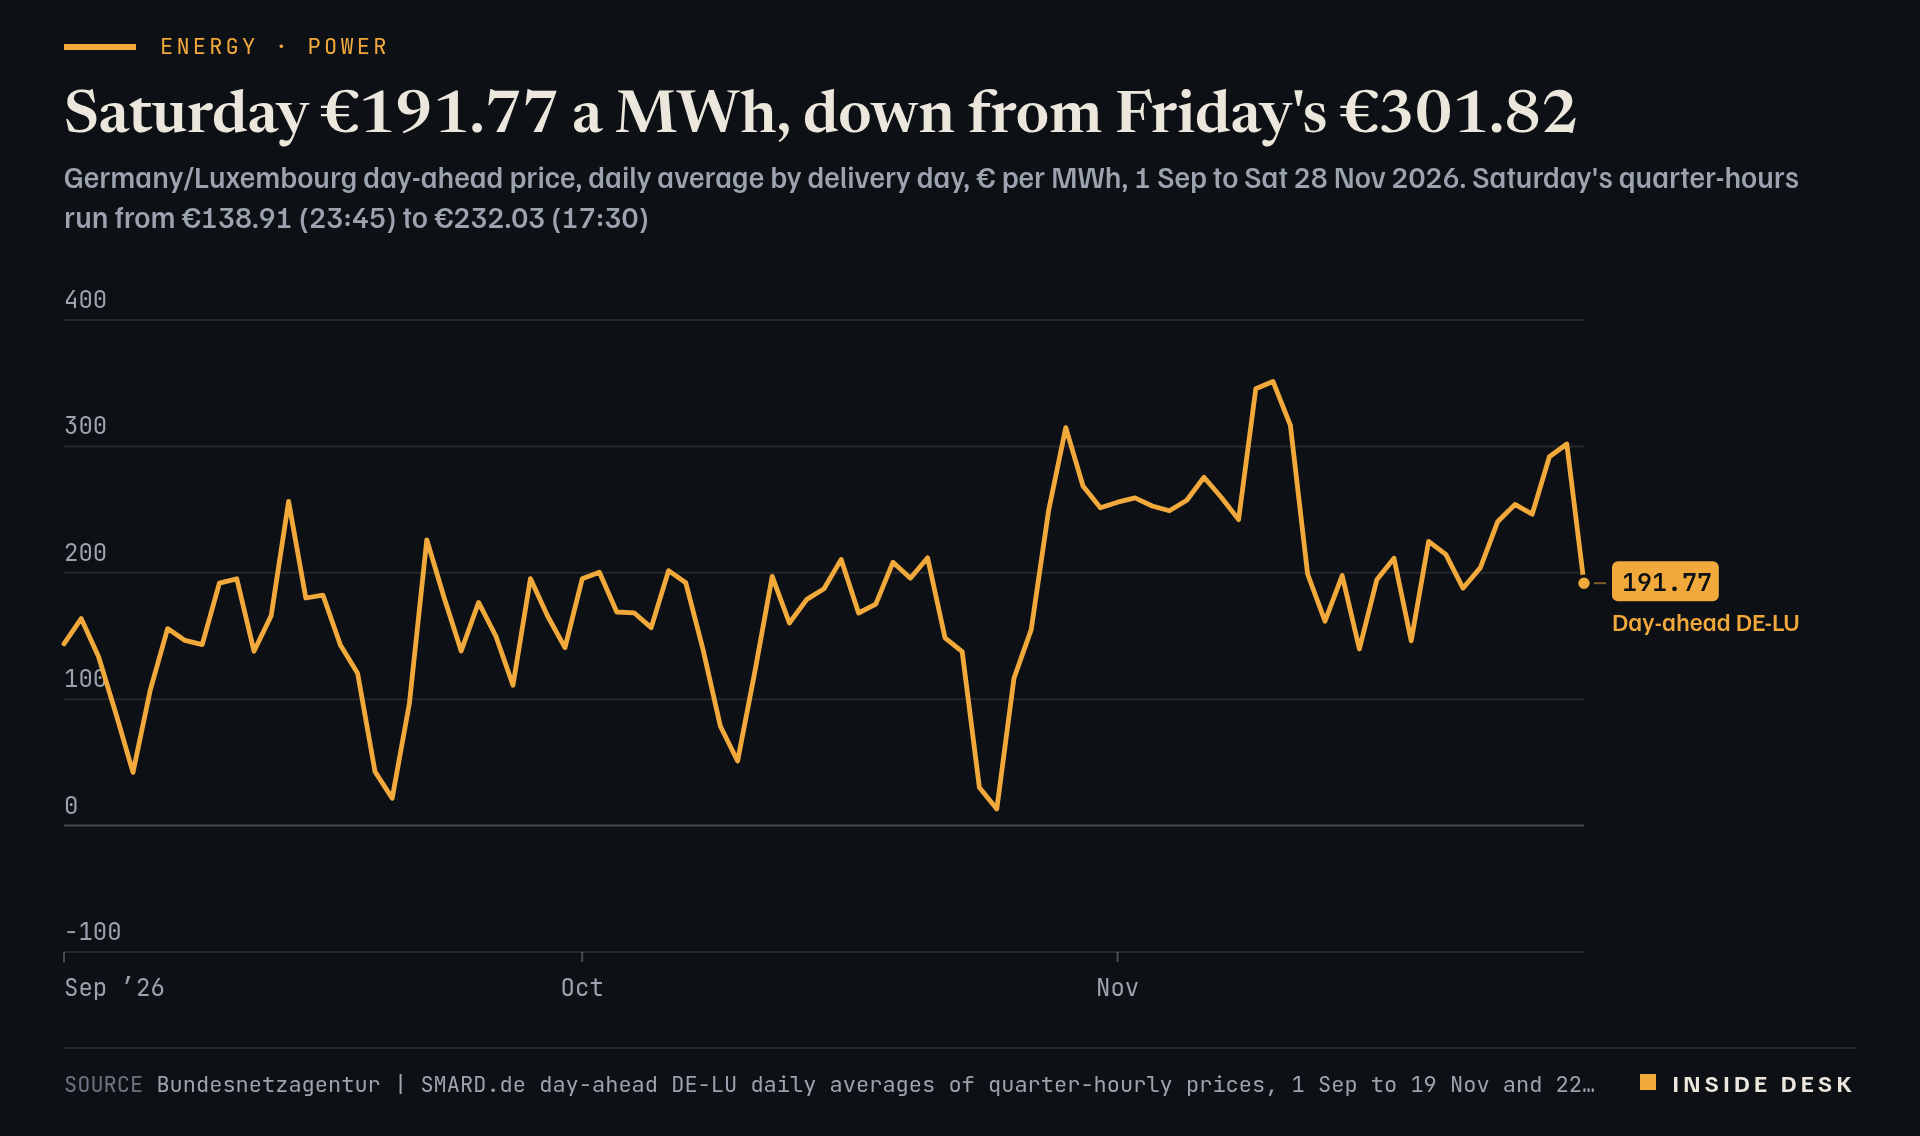 ENERGY · POWER
Saturday €191.77 a MWh, down from Friday's €301.82
Germany/Luxembourg day-ahead price, daily average by delivery day, € per MWh, 1 Sep to Sat 28 Nov 2026. Saturday's quarter-hours
run from €138.91 (23:45) to €232.03 (17:30)
400
300
200
100
0
-100
191.77
Day-ahead DE-LU
Sep ’26
Oct
Nov
SOURCE Bundesnetzagentur | SMARD.de day-ahead DE-LU daily averages of quarter-hourly prices, 1 Sep to 19 Nov and 22…
INSIDE DESK